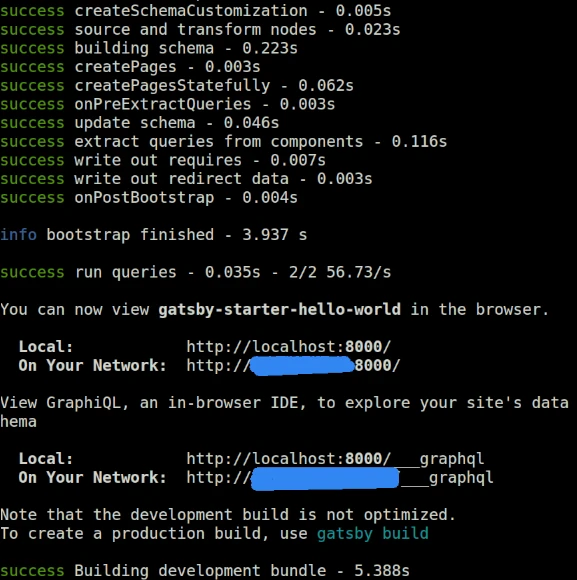 success createSchemaCustomization - 0.005s
success source and transform nodes - 0.023s
success building schema - 0.223s
success createPages - 0.003s
success createPagesStatefully - 0.062s
success onPreExtractQueries - 0.003s
success update schema - 0.046s
success extract queries from components - 0.116s
success write out requires - 0.007s
success write out redirect data - 0.003s
success onPostBootstrap - 0.004s
info bootstrap finished - 3.937 s
success run queries - 0.035s - 2/2 56.73/s
You can now view gatsby-starter-hello-world in the browser.
Local: http://localhost:8000/
On Your Network: http://8000/
View GraphiQL, an in-browser IDE, to explore your site's data
hema
Local: http://localhost:8000/___graphql
On Your Network: http:///___graphql
Note that the development build is not optimized.
To create a production build, use gatsby build
success Building development bundle - 5.388s